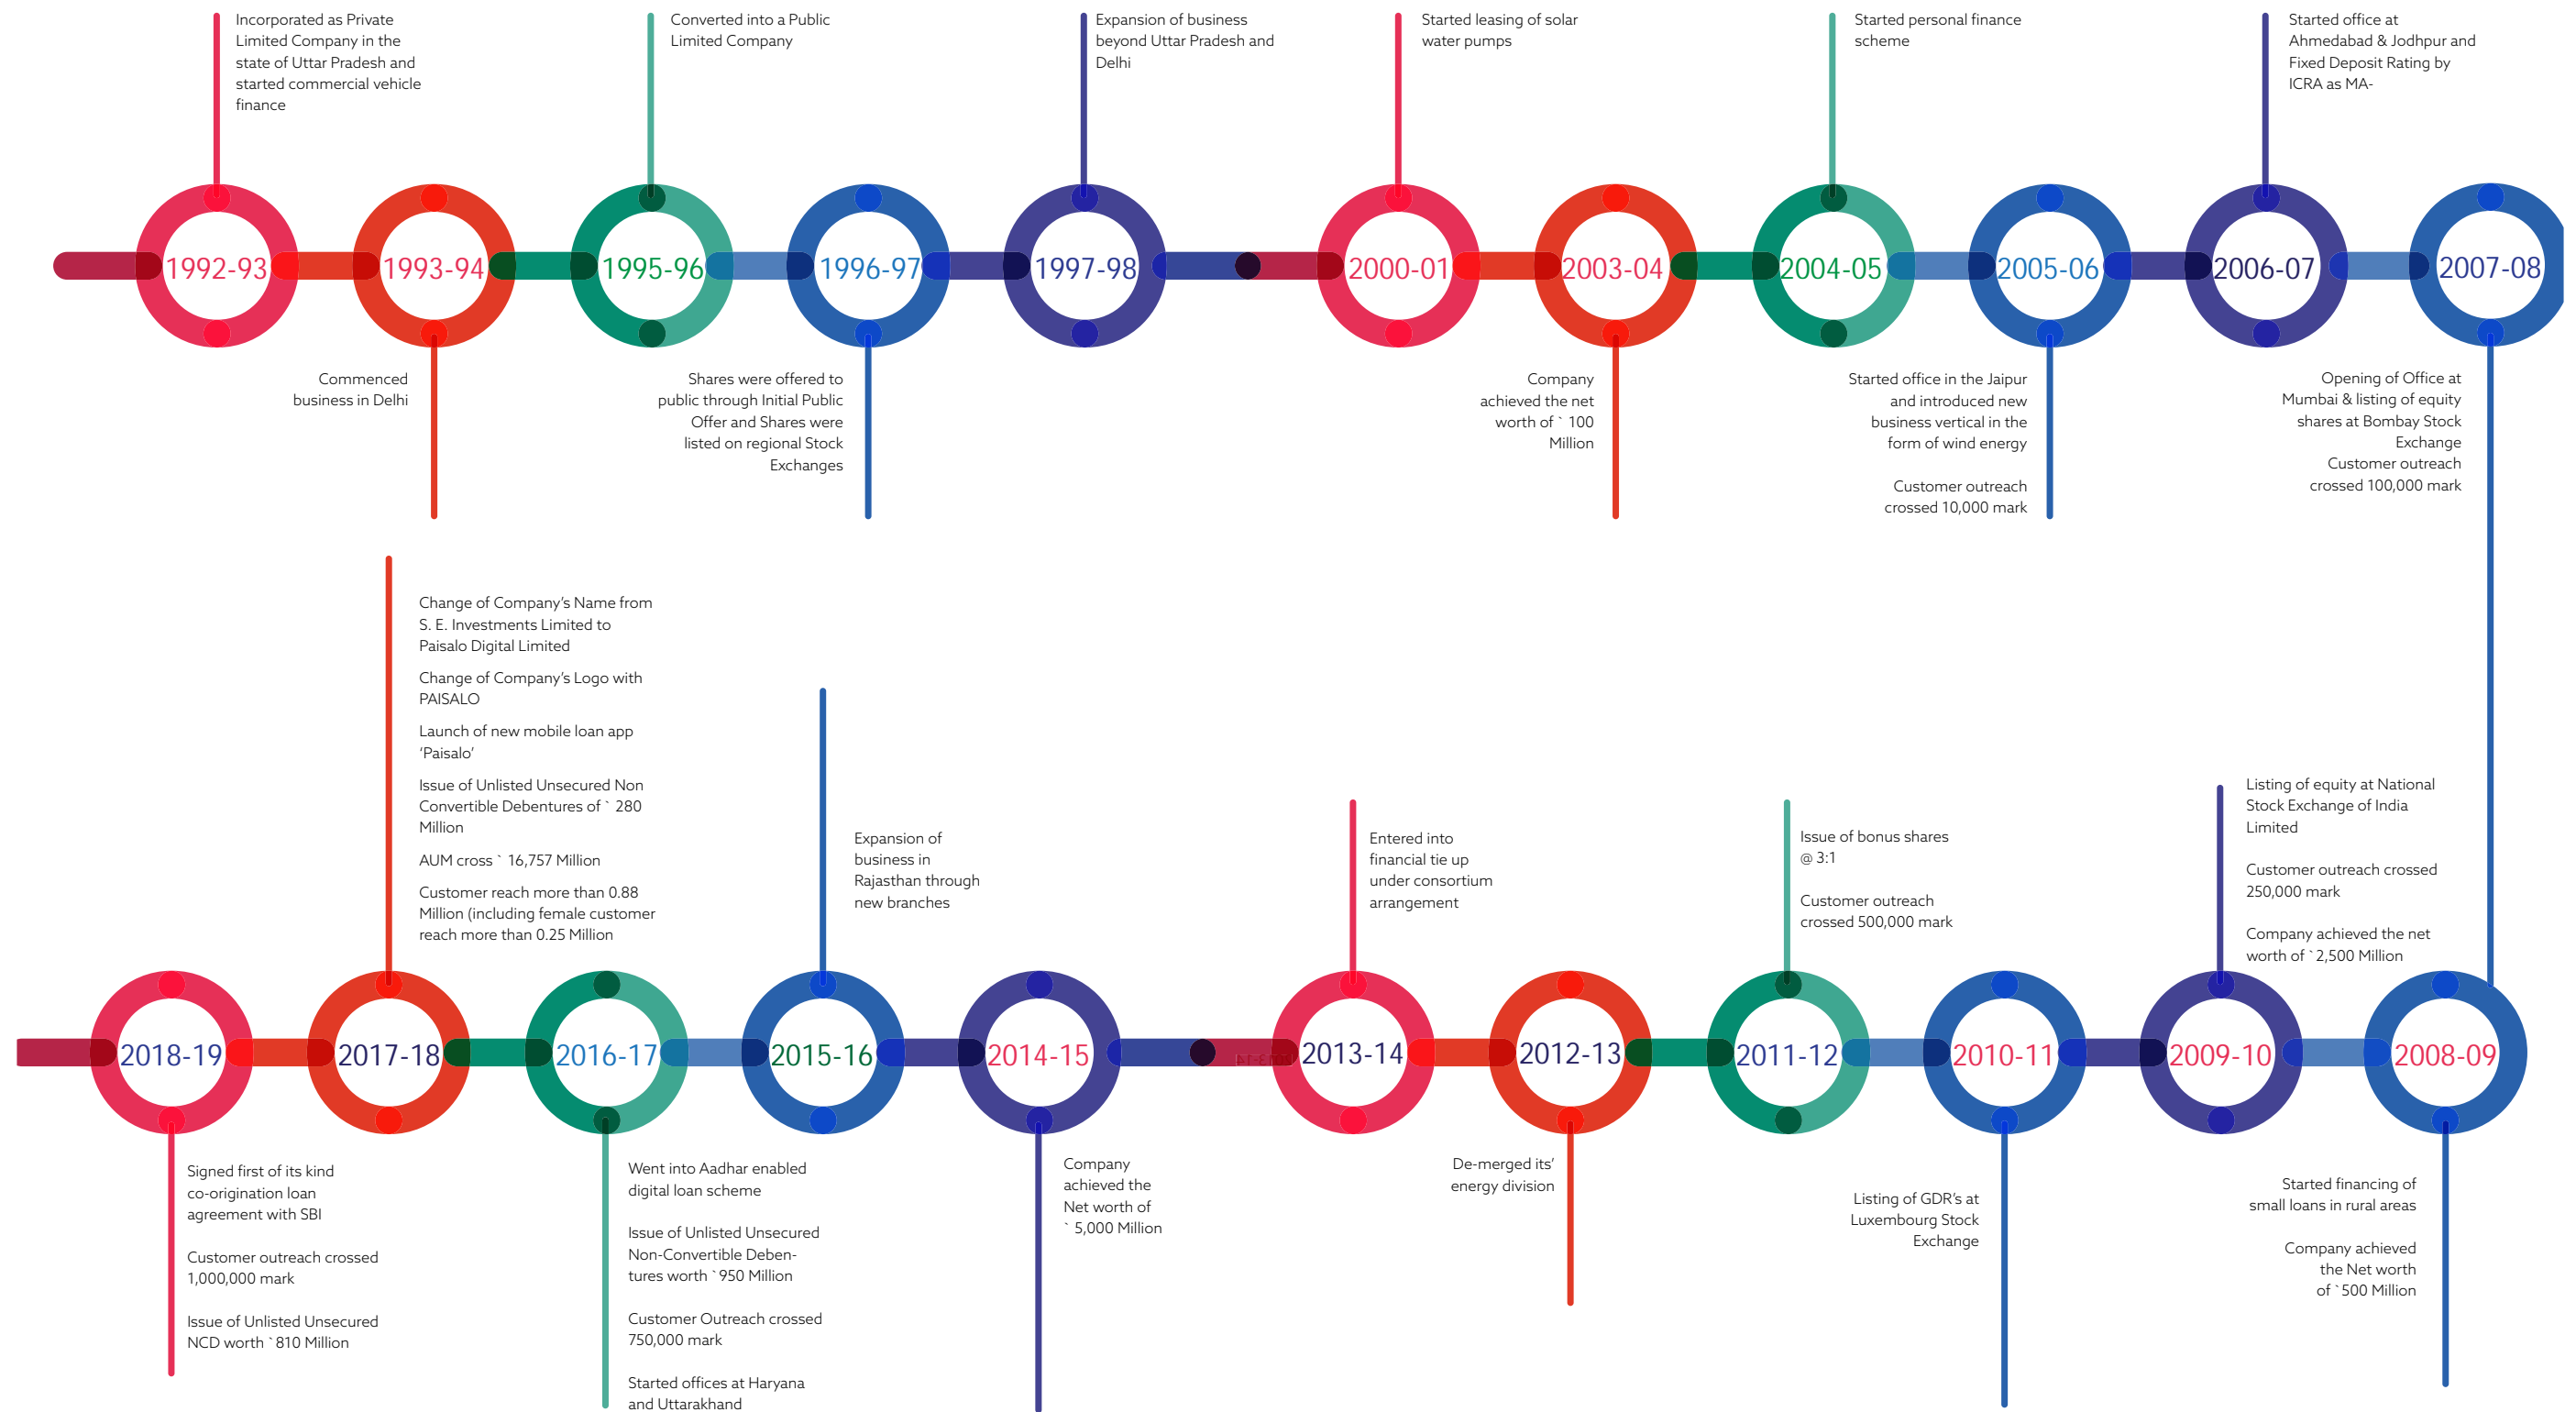 Incorporated as Private
Limited Company in the
state of Uttar Pradesh and
started commercial vehicle
finance
Converted into a Public
Limited Company
Expansion of business
beyond Uttar Pradesh and
Delhi
Started leasing of solar
water pumps
Started personal finance
scheme
Started office at
Ahmedabad & Jodhpur and
Fixed Deposit Rating by
ICRA as MA-
1992-93
1993-94
1995-96
1996-97
1997-98
2000-01
2003-04
2004-05
2005-06
2006-07
2007-08
Commenced
business in Delhi
Shares were offered to
public through Initial Public
Offer and Shares were
listed on regional Stock
Exchanges
Company
achieved the net
worth of ` 100
Million
Started office in the Jaipur
and introduced new
business vertical in the
form of wind energy
Customer outreach
crossed 10,000 mark
Opening of Office at
Mumbai & listing of equity
shares at Bombay Stock
Exchange
Customer outreach
crossed 100,000 mark
Change of Company’s Name from
S. E. Investments Limited to
Paisalo Digital Limited
Change of Company’s Logo with
PAISALO
Launch of new mobile loan app
‘Paisalo’
Issue of Unlisted Unsecured Non
Convertible Debentures of ` 280
Million
AUM cross ` 16,757 Million
Customer reach more than 0.88
Million (including female customer
reach more than 0.25 Million
Expansion of
business in
Rajasthan through
new branches
Entered into
financial tie up
under consortium
arrangement
Issue of bonus shares
@ 3:1
Customer outreach
crossed 500,000 mark
Listing of equity at National
Stock Exchange of India
Limited
Customer outreach crossed
250,000 mark
Company achieved the net
worth of `2,500 Million
2018-19
2017-18
2016-17
2015-16
2014-15
2013-14
2012-13
2011-12
2010-11
2009-10
2008-09
Signed first of its kind
co-origination loan
agreement with SBI
Customer outreach crossed
1,000,000 mark
Issue of Unlisted Unsecured
NCD worth `810 Million
Went into Aadhar enabled
digital loan scheme
Issue of Unlisted Unsecured
Non-Convertible Deben-
tures worth `950 Million
Customer Outreach crossed
750,000 mark
Started offices at Haryana
and Uttarakhand
Company
achieved the
Net worth of
` 5,000 Million
De-merged its’
energy division
Listing of GDR’s at
Luxembourg Stock
Exchange
Started financing of
small loans in rural areas
Company achieved
the Net worth
of `500 Million